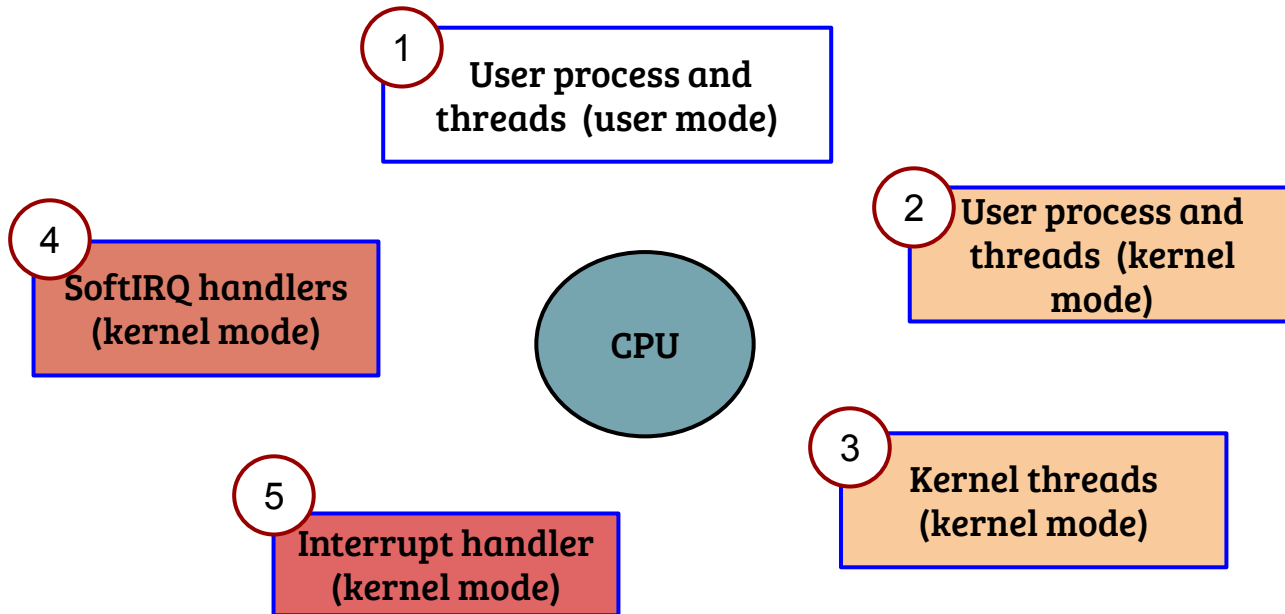 1
User process and
threads (user mode)
2
User process and
threads (kernel
mode)
4
SoftIRQ handlers
(kernel mode)
CPU
3
Kernel threads
(kernel mode)
5
Interrupt handler
(kernel mode)